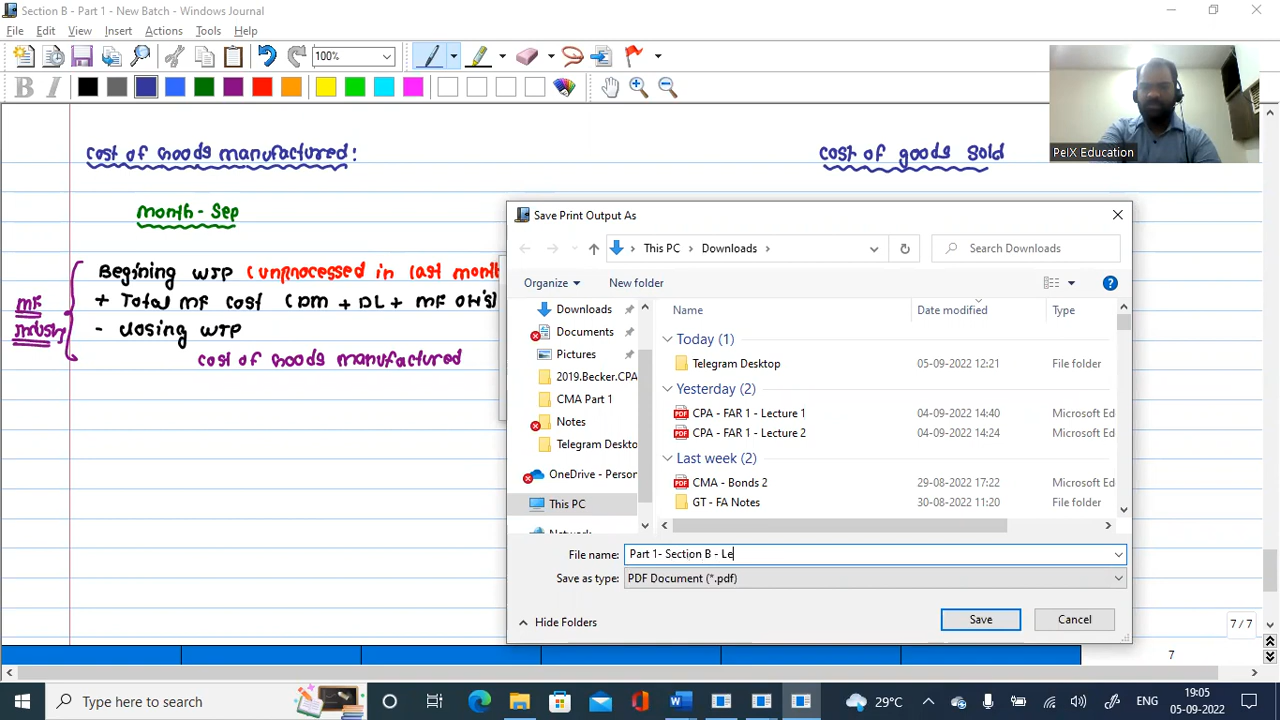 Section B - Part 1 - New Batch - Windows Journal
File Edit View Insert Actions Tools Help
100%
B I
PelX Education
Cost of Goods manufactured:
Cost of goods sold
month - Sep
Begining WIP (unprocessed in last month
+ Total MF cost (DM + DL + MF OH's)
- closing WIP
cost of Goods manufactured
MF
Industry
Save Print Output As
This PC > Downloads >
Search Downloads
Organize
New folder
Downloads
Documents
Pictures
2019.Becker.CPA
CMA Part 1
Notes
Telegram Deskto
OneDrive - Person
This PC
Name Date modified Type
Today (1)
Telegram Desktop 05-09-2022 12:21 File folder
Yesterday (2)
CPA - FAR 1 - Lecture 1 04-09-2022 14:40 Microsoft Ed
CPA - FAR 1 - Lecture 2 04-09-2022 14:24 Microsoft Ed
Last week (2)
CMA - Bonds 2 29-08-2022 17:22 Microsoft Ed
GT - FA Notes 30-08-2022 11:20 File folder
File name: Part 1- Section B - Le
Save as type: PDF Document (*.pdf)
Hide Folders
Save
Cancel
7 / 7
7
Type here to search
29°C
ENG
19:05
05-09-2022